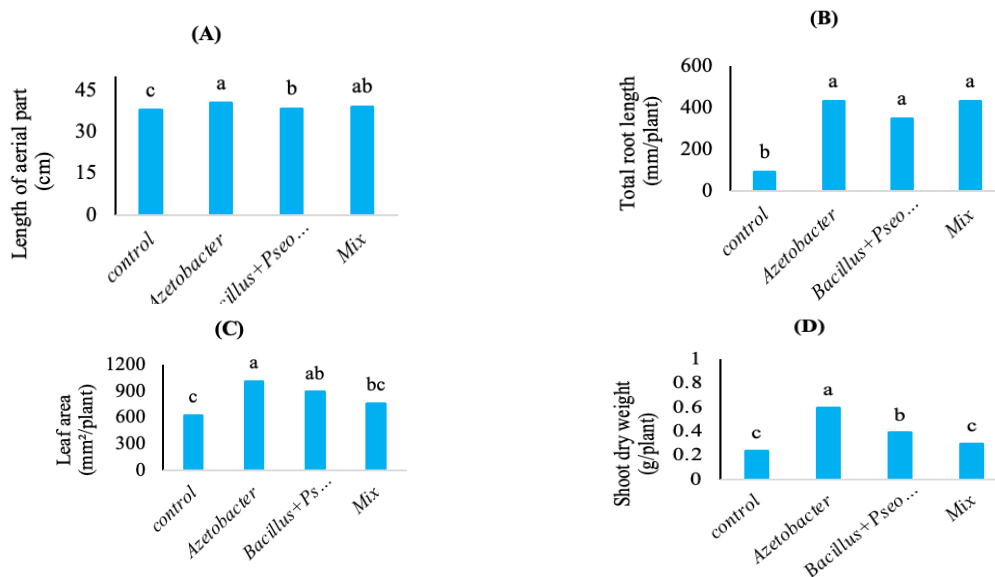 (A)
Length of aerial part
(cm)
45
30
15
0
c
a
b
ab
control
Azetobacter
cillus+Pseo...
Mix
(B)
Total root length
(mm/plant)
600
400
200
0
b
a
a
a
control
Azetobacter
Bacillus+Pseo...
Mix
(C)
Leaf area
(mm²/plant)
1200
900
600
300
0
c
a
ab
bc
control
Azetobacter
Bacillus+Ps...
Mix
(D)
Shoot dry weight
(g/plant)
1
0.8
0.6
0.4
0.2
0
c
a
b
c
control
Azetobacter
Bacillus+Pseo...
Mix